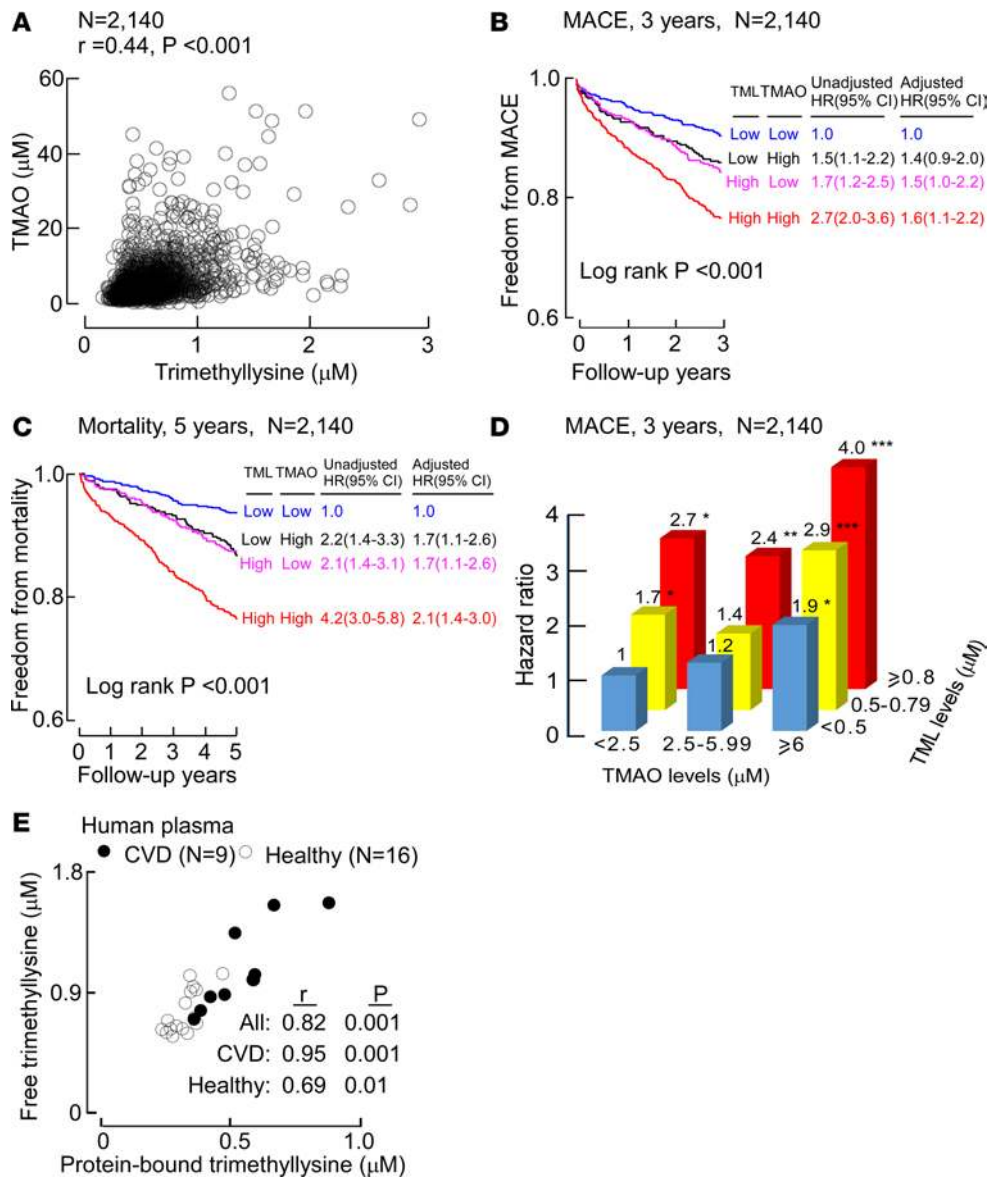 A
N=2,140
r =0.44, P <0.001
60
40
20
0
TMAO (μM)
0 1 2 3
Trimethyllysine (μM)
B
MACE, 3 years, N=2,140
1.0
0.8
0.6
Freedom from MACE
TML TMAO Unadjusted HR(95% CI) Adjusted HR(95% CI)
Low Low 1.0 1.0
Low High 1.5(1.1-2.2) 1.4(0.9-2.0)
High Low 1.7(1.2-2.5) 1.5(1.0-2.2)
High High 2.7(2.0-3.6) 1.6(1.1-2.2)
Log rank P <0.001
0 1 2 3
Follow-up years
C
Mortality, 5 years, N=2,140
1.0
0.8
0.6
Freedom from mortality
TML TMAO Unadjusted HR(95% CI) Adjusted HR(95% CI)
Low Low 1.0 1.0
Low High 2.2(1.4-3.3) 1.7(1.1-2.6)
High Low 2.1(1.4-3.1) 1.7(1.1-2.6)
High High 4.2(3.0-5.8) 2.1(1.4-3.0)
Log rank P <0.001
0 1 2 3 4 5
Follow-up years
D
MACE, 3 years, N=2,140
4
3
2
1
0
Hazard ratio
4.0 ***
2.7 *
2.4 **
2.9 ***
1.7 *
1.4
1.9 *
1
1.2
<2.5 2.5-5.99 ⩾6
TMAO levels (μM)
⩾0.8
0.5-0.79
<0.5
TML levels (μM)
E
Human plasma
CVD (N=9) Healthy (N=16)
1.8
0.9
0
Free trimethyllysine (μM)
r P
All: 0.82 0.001
CVD: 0.95 0.001
Healthy: 0.69 0.01
0 0.5 1.0
Protein-bound trimethyllysine (μM)